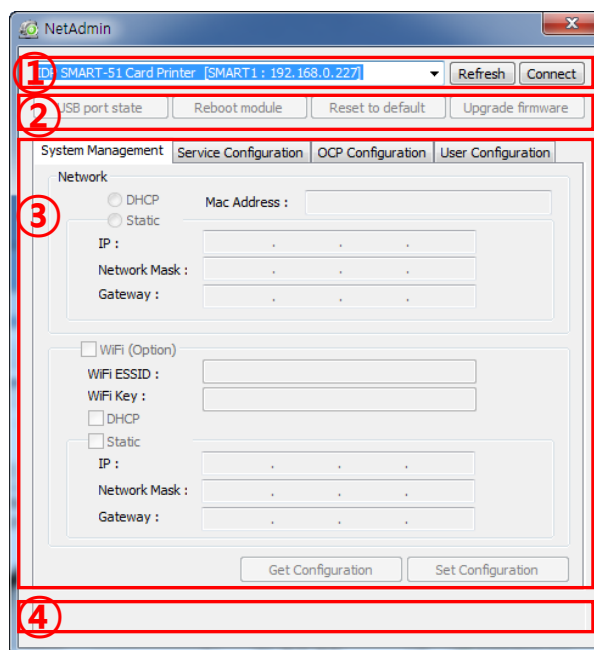 NetAdmin
① IDP SMART-51 Card Printer [SMART1 : 192.168.0.227] Refresh Connect
② USB port state Reboot module Reset to default Upgrade firmware
System Management Service Configuration OCP Configuration User Configuration
Network
③ DHCP Mac Address :
Static
IP : . . .
Network Mask : . . .
Gateway : . . .
WiFi (Option)
WiFi ESSID :
WiFi Key :
DHCP
Static
IP : . . .
Network Mask : . . .
Gateway : . . .
Get Configuration Set Configuration
④